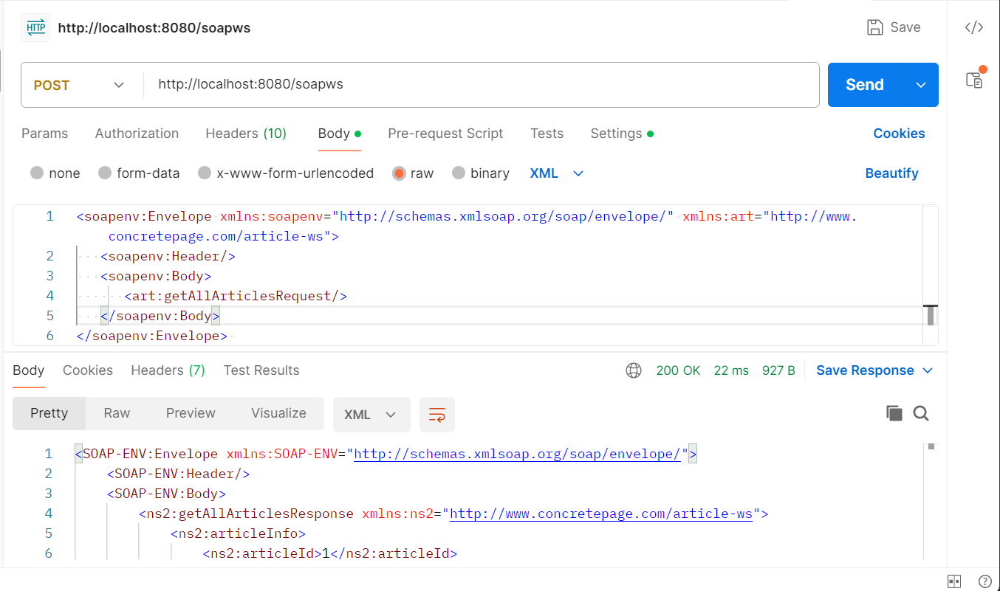 HTTP http://localhost:8080/soapws Save </>
POST http://localhost:8080/soapws Send
Params Authorization Headers (10) Body Pre-request Script Tests Settings Cookies
none form-data x-www-form-urlencoded raw binary XML Beautify
1 <soapenv:Envelope xmlns:soapenv="http://schemas.xmlsoap.org/soap/envelope/" xmlns:art="http://www.
concretepage.com/article-ws">
2 <soapenv:Header/>
3 <soapenv:Body>
4 <art:getAllArticlesRequest/>
5 </soapenv:Body>
6 </soapenv:Envelope>
Body Cookies Headers (7) Test Results 200 OK 22 ms 927 B Save Response
Pretty Raw Preview Visualize XML
1 <SOAP-ENV:Envelope xmlns:SOAP-ENV="http://schemas.xmlsoap.org/soap/envelope/">
2 <SOAP-ENV:Header/>
3 <SOAP-ENV:Body>
4 <ns2:getAllArticlesResponse xmlns:ns2="http://www.concretepage.com/article-ws">
5 <ns2:articleInfo>
6 <ns2:articleId>1</ns2:articleId>